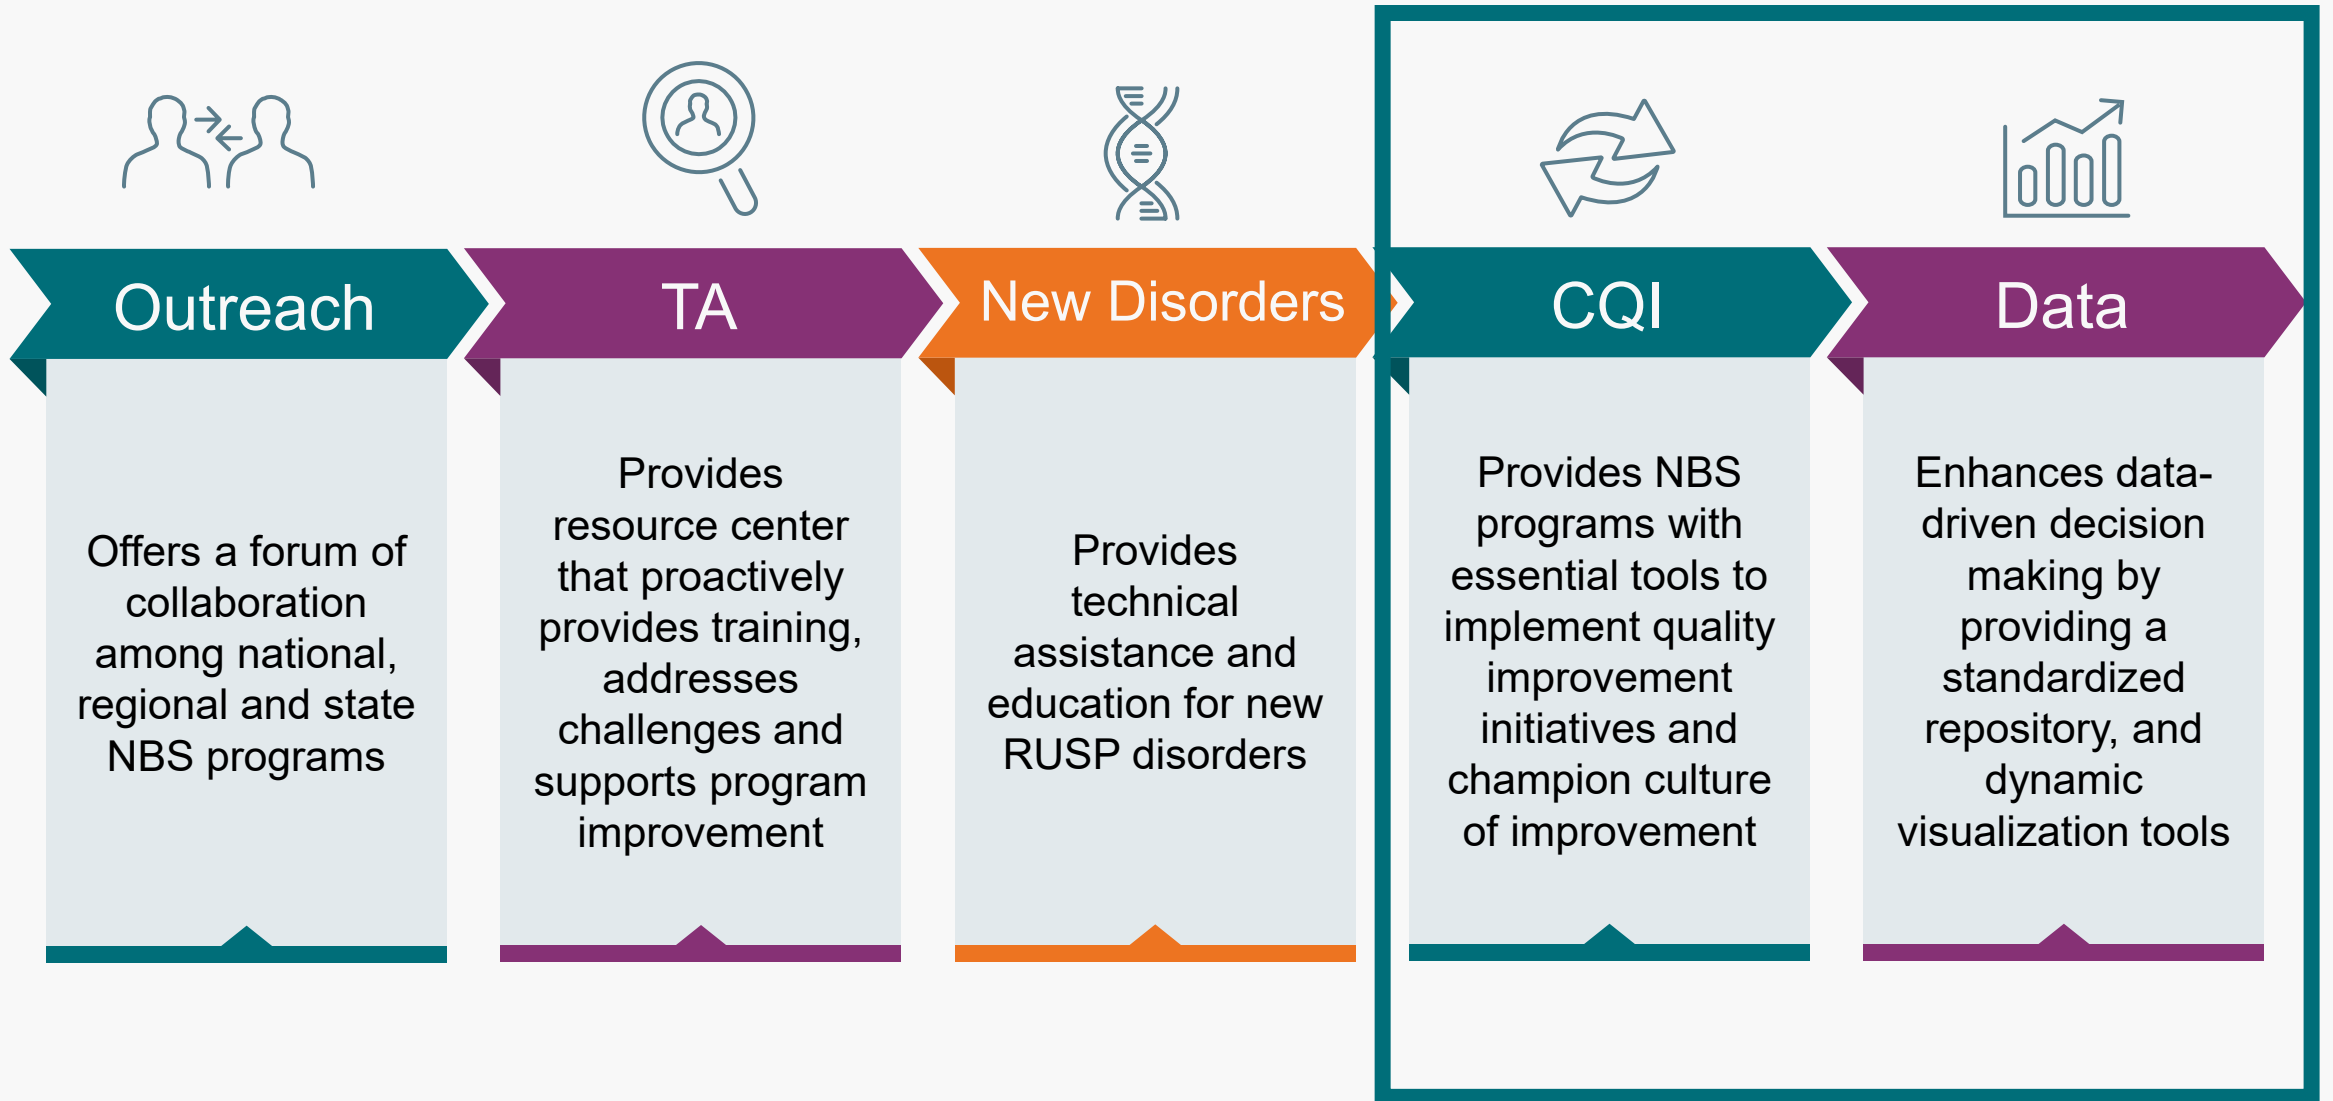 Outreach
Offers a forum of
collaboration
among national,
regional and state
NBS programs
TA
Provides
resource center
that proactively
provides training,
addresses
challenges and
supports program
improvement
New Disorders
Provides
technical
assistance and
education for new
RUSP disorders
CQI
Provides NBS
programs with
essential tools to
implement quality
improvement
initiatives and
champion culture
of improvement
Data
Enhances data-
driven decision
making by
providing a
standardized
repository, and
dynamic
visualization tools